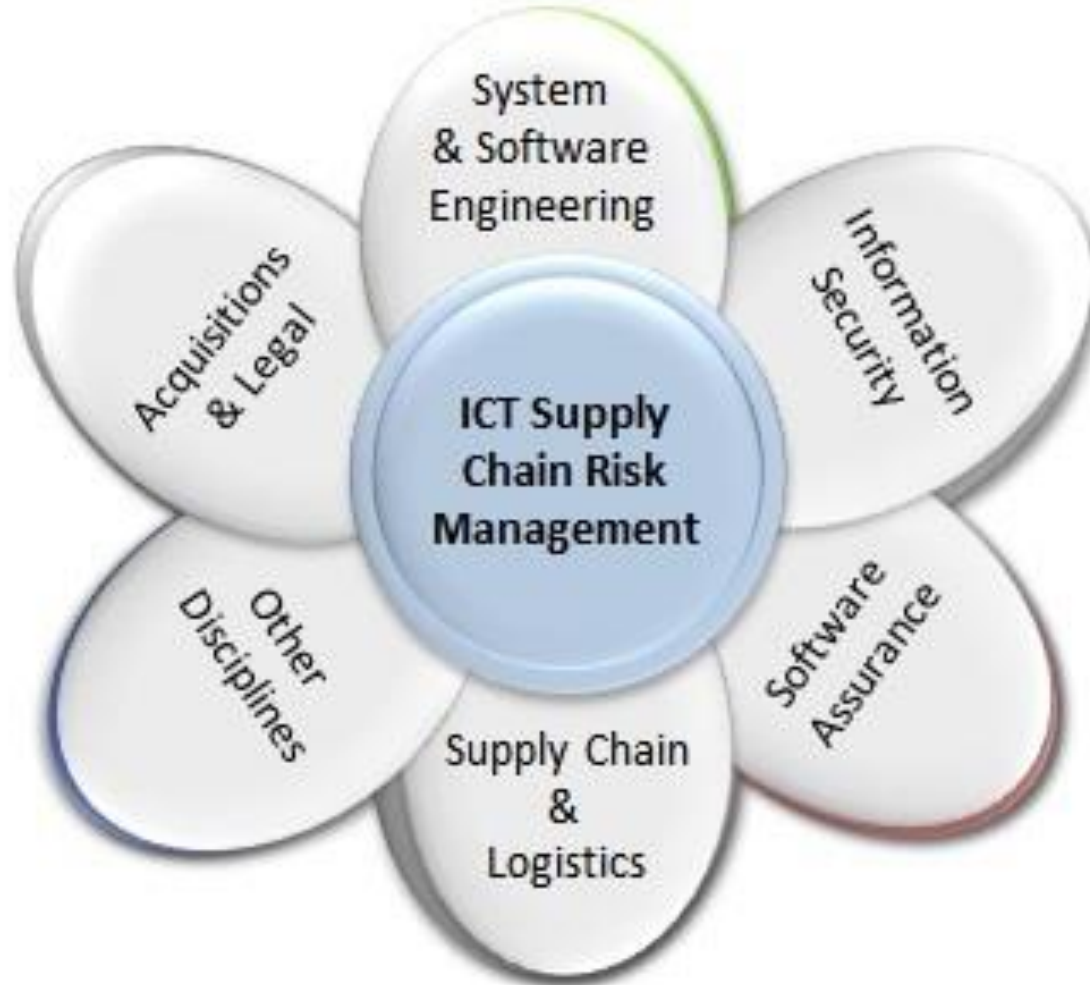 System
& Software
Engineering
Information
Security
Software
Assurance
Supply Chain
&
Logistics
Other
Disciplines
Acquisitions
& Legal
ICT Supply
Chain Risk
Management